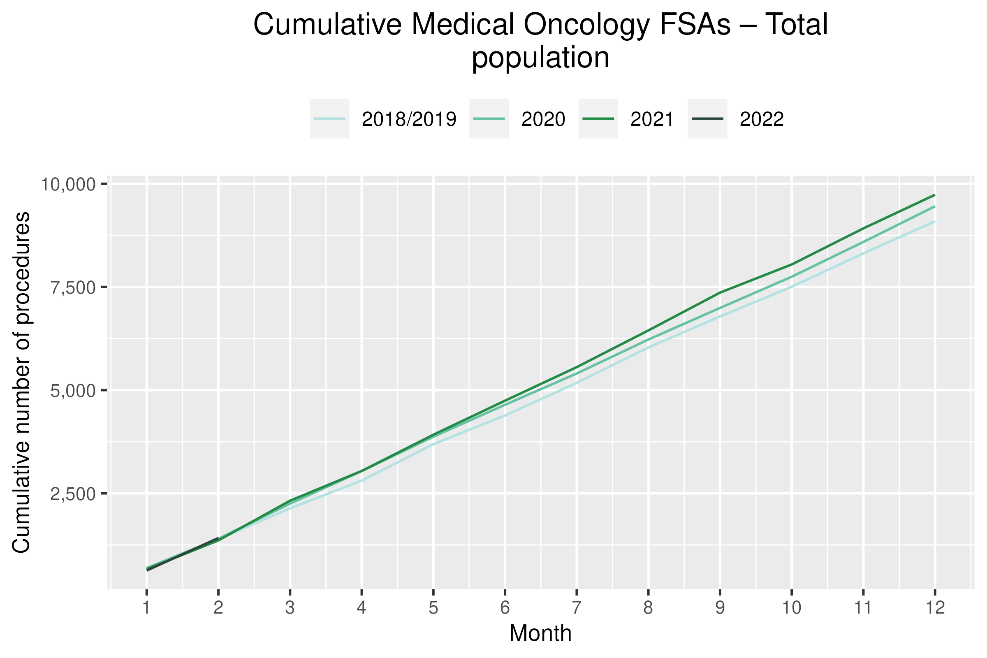 Cumulative Medical Oncology FSAs – Total
population
2018/2019 2020 2021 2022
Cumulative number of procedures
10,000
7,500
5,000
2,500
1 2 3 4 5 6 7 8 9 10 11 12
Month